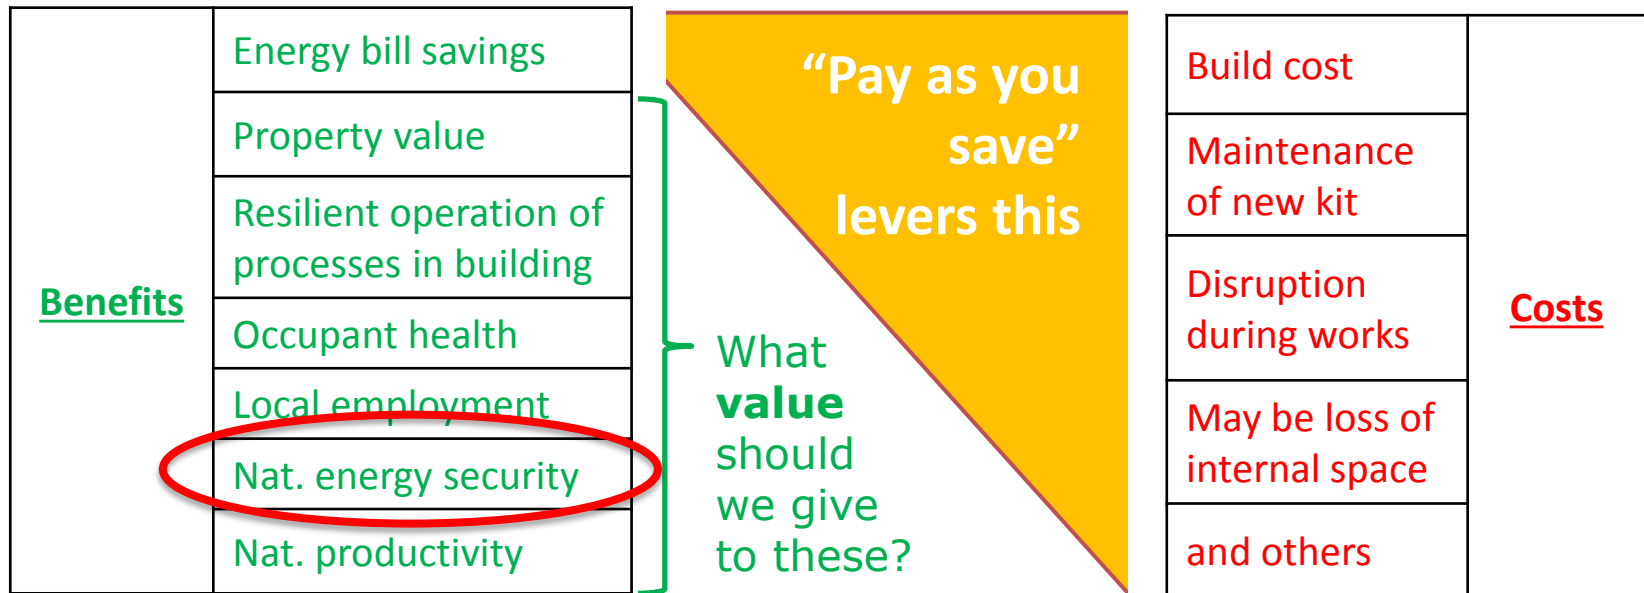 Benefits
Energy bill savings
Property value
Resilient operation of
processes in building
Occupant health
Local employment
Nat. energy security
Nat. productivity
What
value
should
we give
to these?
“Pay as you
save”
levers this
Build cost
Maintenance
of new kit
Disruption
during works
May be loss of
internal space
and others
Costs